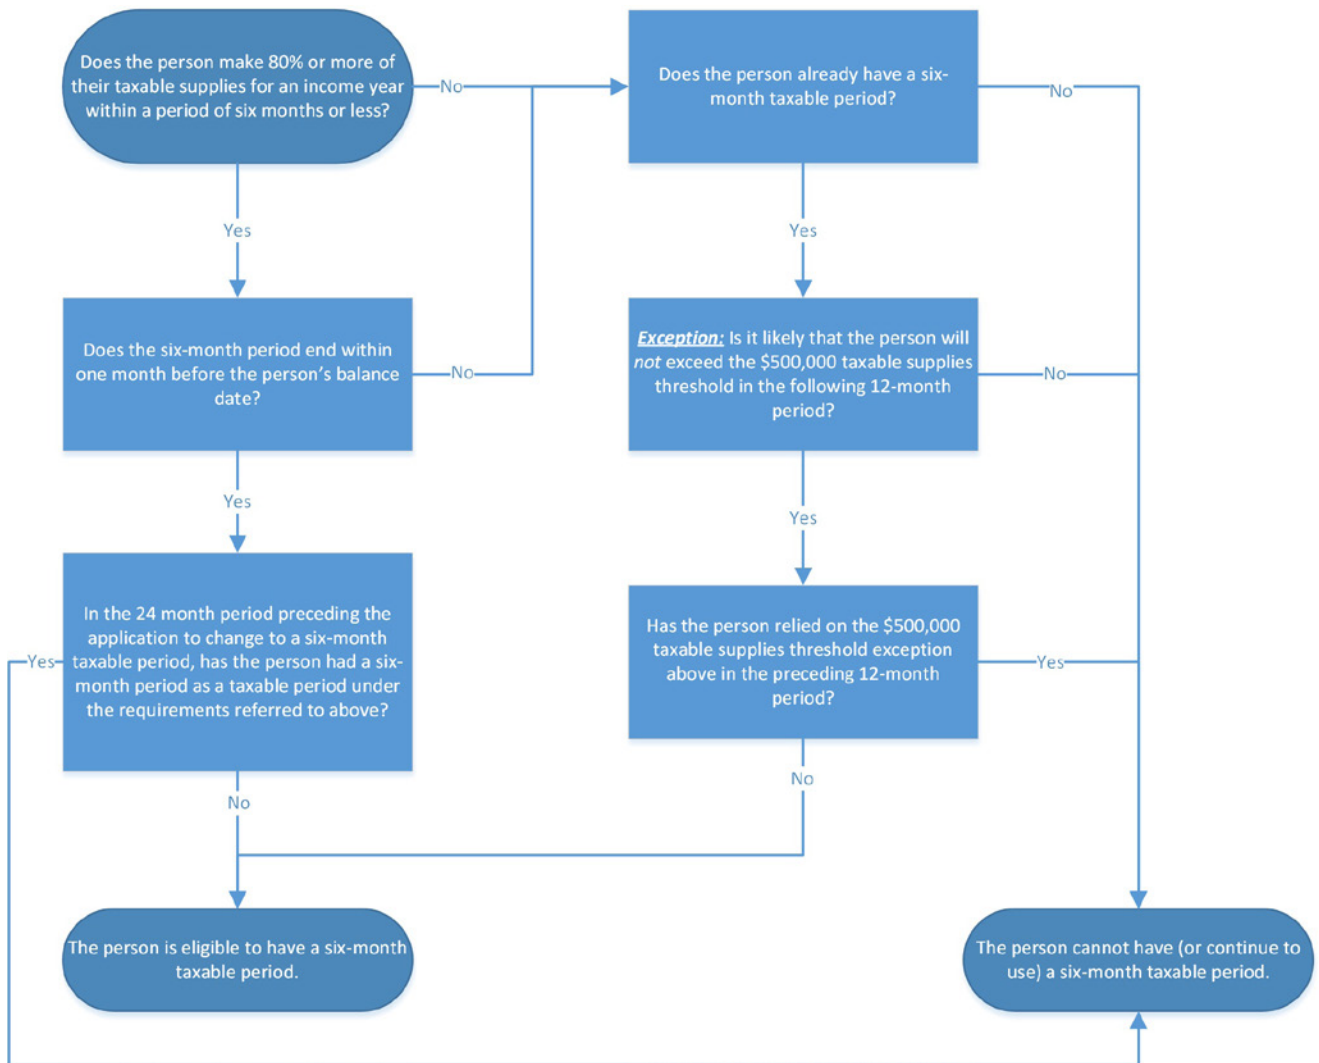 Does the person make 80% or more of
their taxable supplies for an income year
within a period of six months or less?
No
Does the person already have a six-
month taxable period?
No
Yes
Yes
Does the six-month period end within
one month before the person's balance
date?
No
Exception: Is it likely that the person will
not exceed the $500,000 taxable supplies
threshold in the following 12-month
period?
No
Yes
Yes
In the 24 month period preceding the
application to change to a six-month
taxable period, has the person had a six-
month period as a taxable period under
the requirements referred to above?
Yes
Has the person relied on the $500,000
taxable supplies threshold exception
above in the preceding 12-month
period?
Yes
No
No
The person is eligible to have a six-month
taxable period.
The person cannot have (or continue to
use) a six-month taxable period.